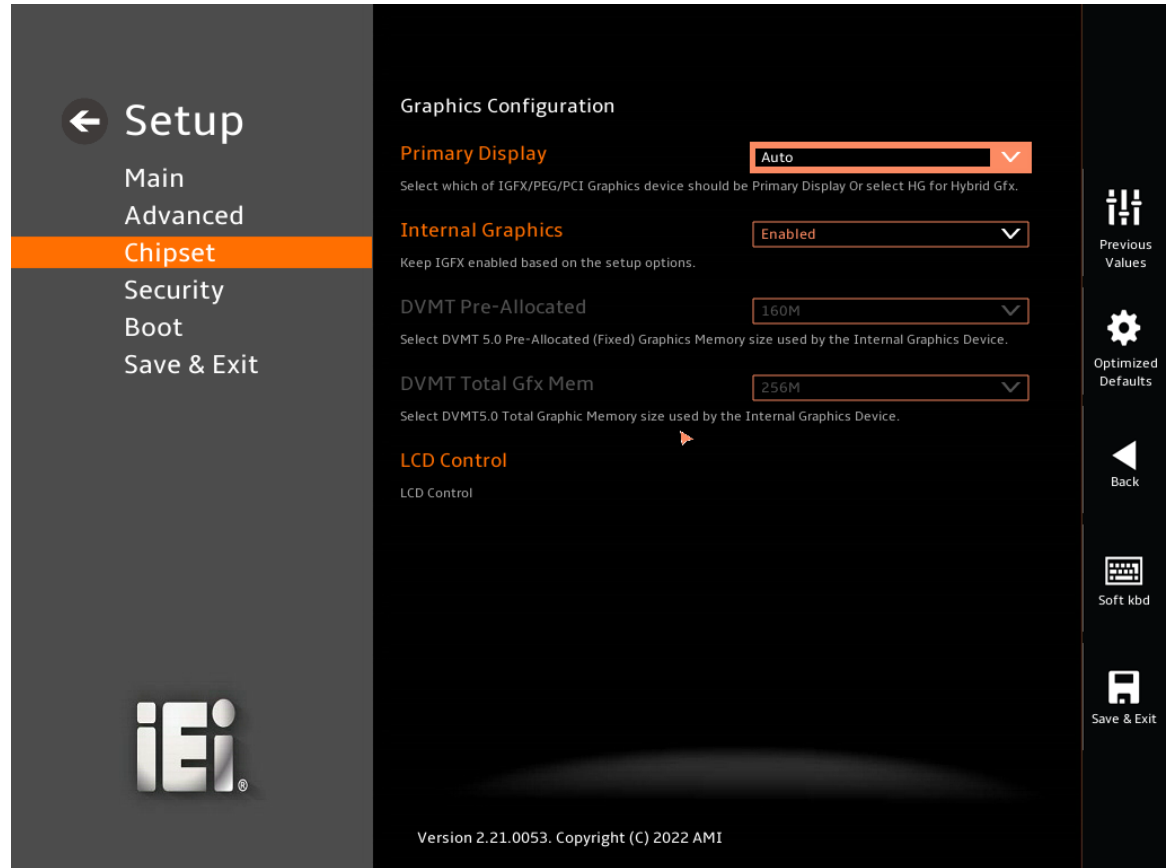 Setup
Main
Advanced
Chipset
Security
Boot
Save & Exit
iEi®
Graphics Configuration
Primary Display
Auto
Select which of IGFX/PEG/PCI Graphics device should be Primary Display Or select HG for Hybrid Gfx.
Internal Graphics
Enabled
Keep IGFX enabled based on the setup options.
DVMT Pre-Allocated
160M
Select DVMT 5.0 Pre-Allocated (Fixed) Graphics Memory size used by the Internal Graphics Device.
DVMT Total Gfx Mem
256M
Select DVMT5.0 Total Graphic Memory size used by the Internal Graphics Device.
LCD Control
LCD Control
Version 2.21.0053. Copyright (C) 2022 AMI
Previous
Values
Optimized
Defaults
Back
Soft kbd
Save & Exit